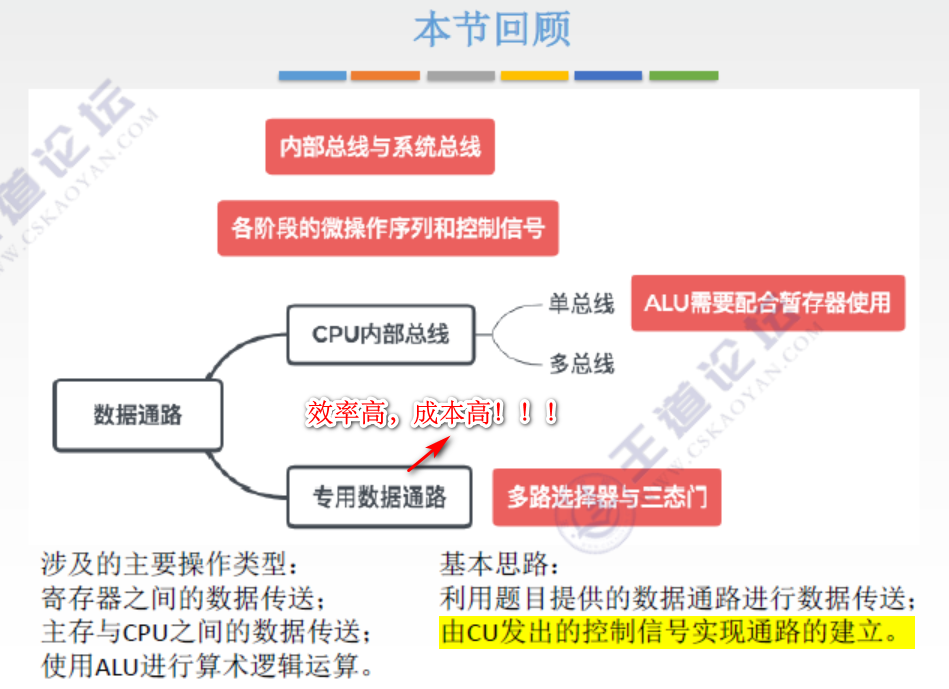 本节回顾
内部总线与系统总线
各阶段的微操作序列和控制信号
单总线
ALU需要配合暂存器使用
CPU内部总线
多总线
数据通路
效率高，成本高！！！
专用数据通路
多路选择器与三态门
涉及的主要操作类型：
寄存器之间的数据传送；
主存与CPU之间的数据传送；
使用ALU进行算术逻辑运算。
基本思路：
利用题目提供的数据通路进行数据传送；
由CU发出的控制信号实现通路的建立。
王道论坛
WWW.CSKAOYAN.COM
王道论坛
WWW.CSKAOYAN.COM